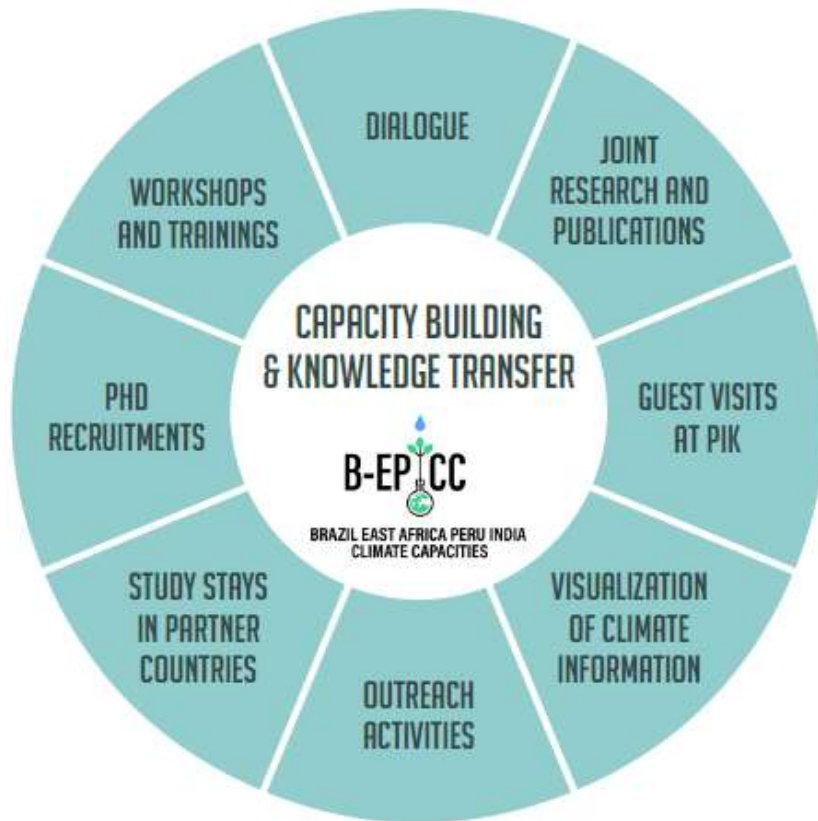 DIALOGUE
JOINT
RESEARCH AND
PUBLICATIONS
GUEST VISITS
AT PIK
VISUALIZATION
OF CLIMATE
INFORMATION
OUTREACH
ACTIVITIES
STUDY STAYS
IN PARTNER
COUNTRIES
PHD
RECRUITMENTS
WORKSHOPS
AND TRAININGS
CAPACITY BUILDING
& KNOWLEDGE TRANSFER
B-EPICC
BRAZIL EAST AFRICA PERU INDIA
CLIMATE CAPACITIES